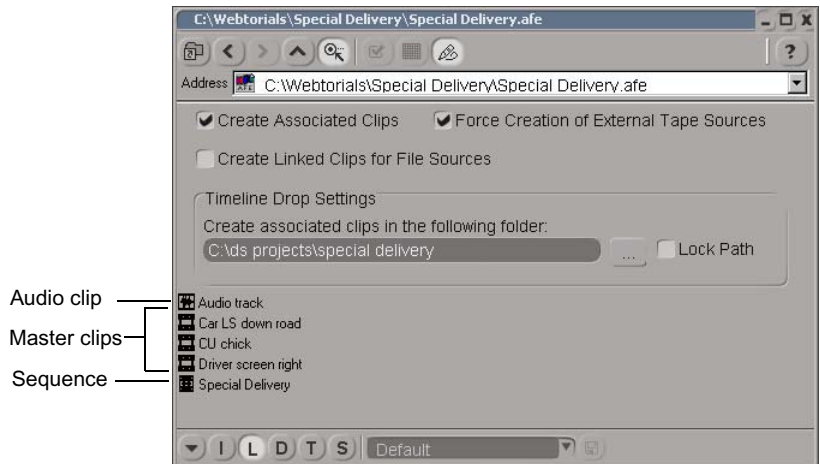 C:\Webtorials\Special Delivery\Special Delivery.afe
?
Address AFE C:\Webtorials\Special Delivery\Special Delivery.afe
Create Associated Clips Force Creation of External Tape Sources
Create Linked Clips for File Sources
Timeline Drop Settings
Create associated clips in the following folder:
C:\ds projects\special delivery ... Lock Path
Audio clip Audio track
Master clips
Car LS down road
CU chick
Driver screen right
Sequence Special Delivery
I L D T S Default